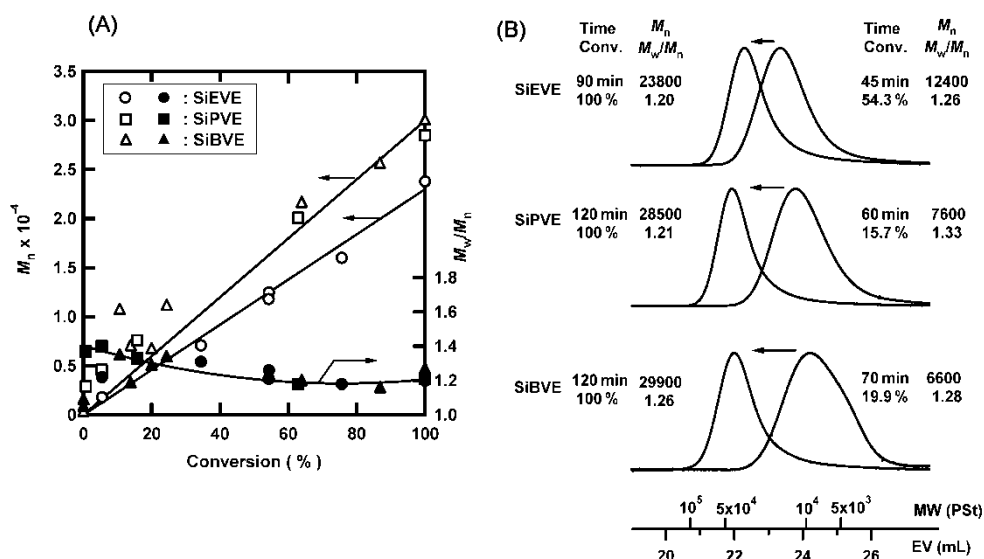 (A)
3.5
3.0
2.5
2.0
1.5
1.0
0.5
0
Mn x 10-4
: SiEVE
: SiPVE
: SiBVE
1.8
1.6
1.4
1.2
1.0
Mw/Mn
0 20 40 60 80 100
Conversion ( % )
(B)
Time Mn
Conv. Mw/Mn
Time Mn
Conv. Mw/Mn
SiEVE 90 min 23800
100 % 1.20
45 min 12400
54.3 % 1.26
SiPVE 120 min 28500
100 % 1.21
60 min 7600
15.7 % 1.33
SiBVE 120 min 29900
100 % 1.26
70 min 6600
19.9 % 1.28
10⁵ 5x10⁴ 10⁴ 5x10³ MW (PSt)
20 22 24 26 EV (mL)